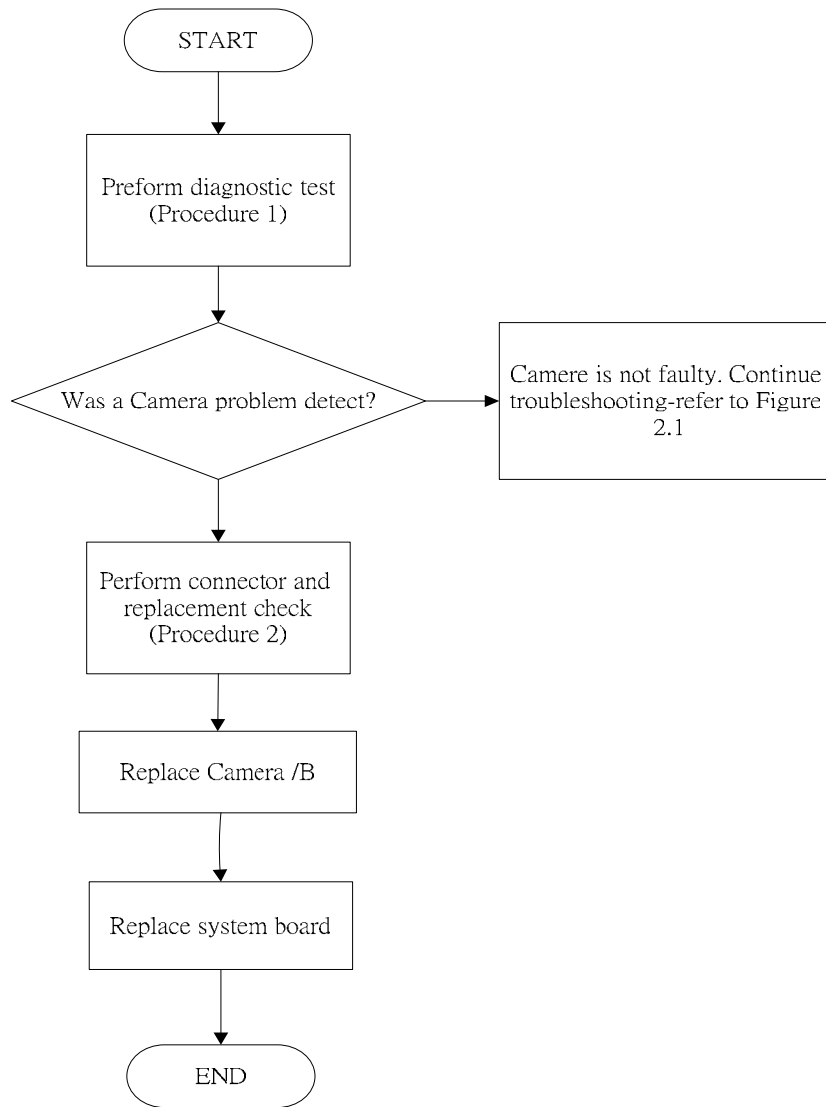 START
Preform diagnostic test
(Procedure 1)
Was a Camera problem detect?
Camere is not faulty. Continue
troubleshooting-refer to Figure
2.1
Perform connector and
replacement check
(Procedure 2)
Replace Camera /B
Replace system board
END